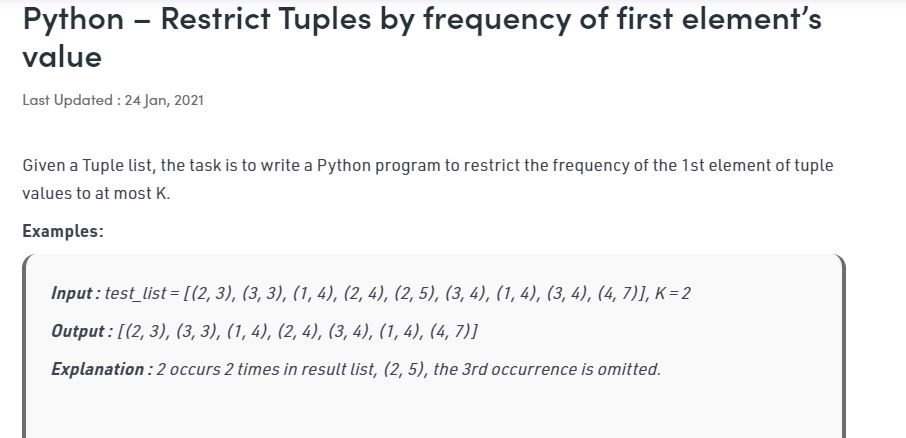 Python – Restrict Tuples by frequency of first element’s
value
Last Updated : 24 Jan, 2021
Given a Tuple list, the task is to write a Python program to restrict the frequency of the 1st element of tuple
values to at most K.
Examples:
Input : test_list = [(2, 3), (3, 3), (1, 4), (2, 4), (2, 5), (3, 4), (1, 4), (3, 4), (4, 7)], K = 2
Output : [(2, 3), (3, 3), (1, 4), (2, 4), (3, 4), (1, 4), (4, 7)]
Explanation : 2 occurs 2 times in result list, (2, 5), the 3rd occurrence is omitted.